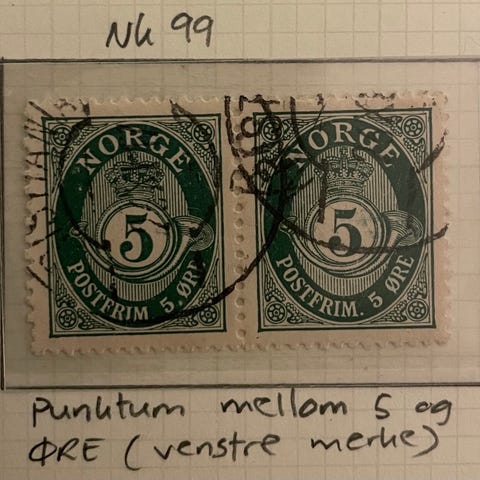 Nk 99
NORGE
5
POSTFRIM 5.ØRE
NORGE
5
POSTFRIM. 5 ØRE
Punktum mellom 5 og
ØRE (venstre merke)